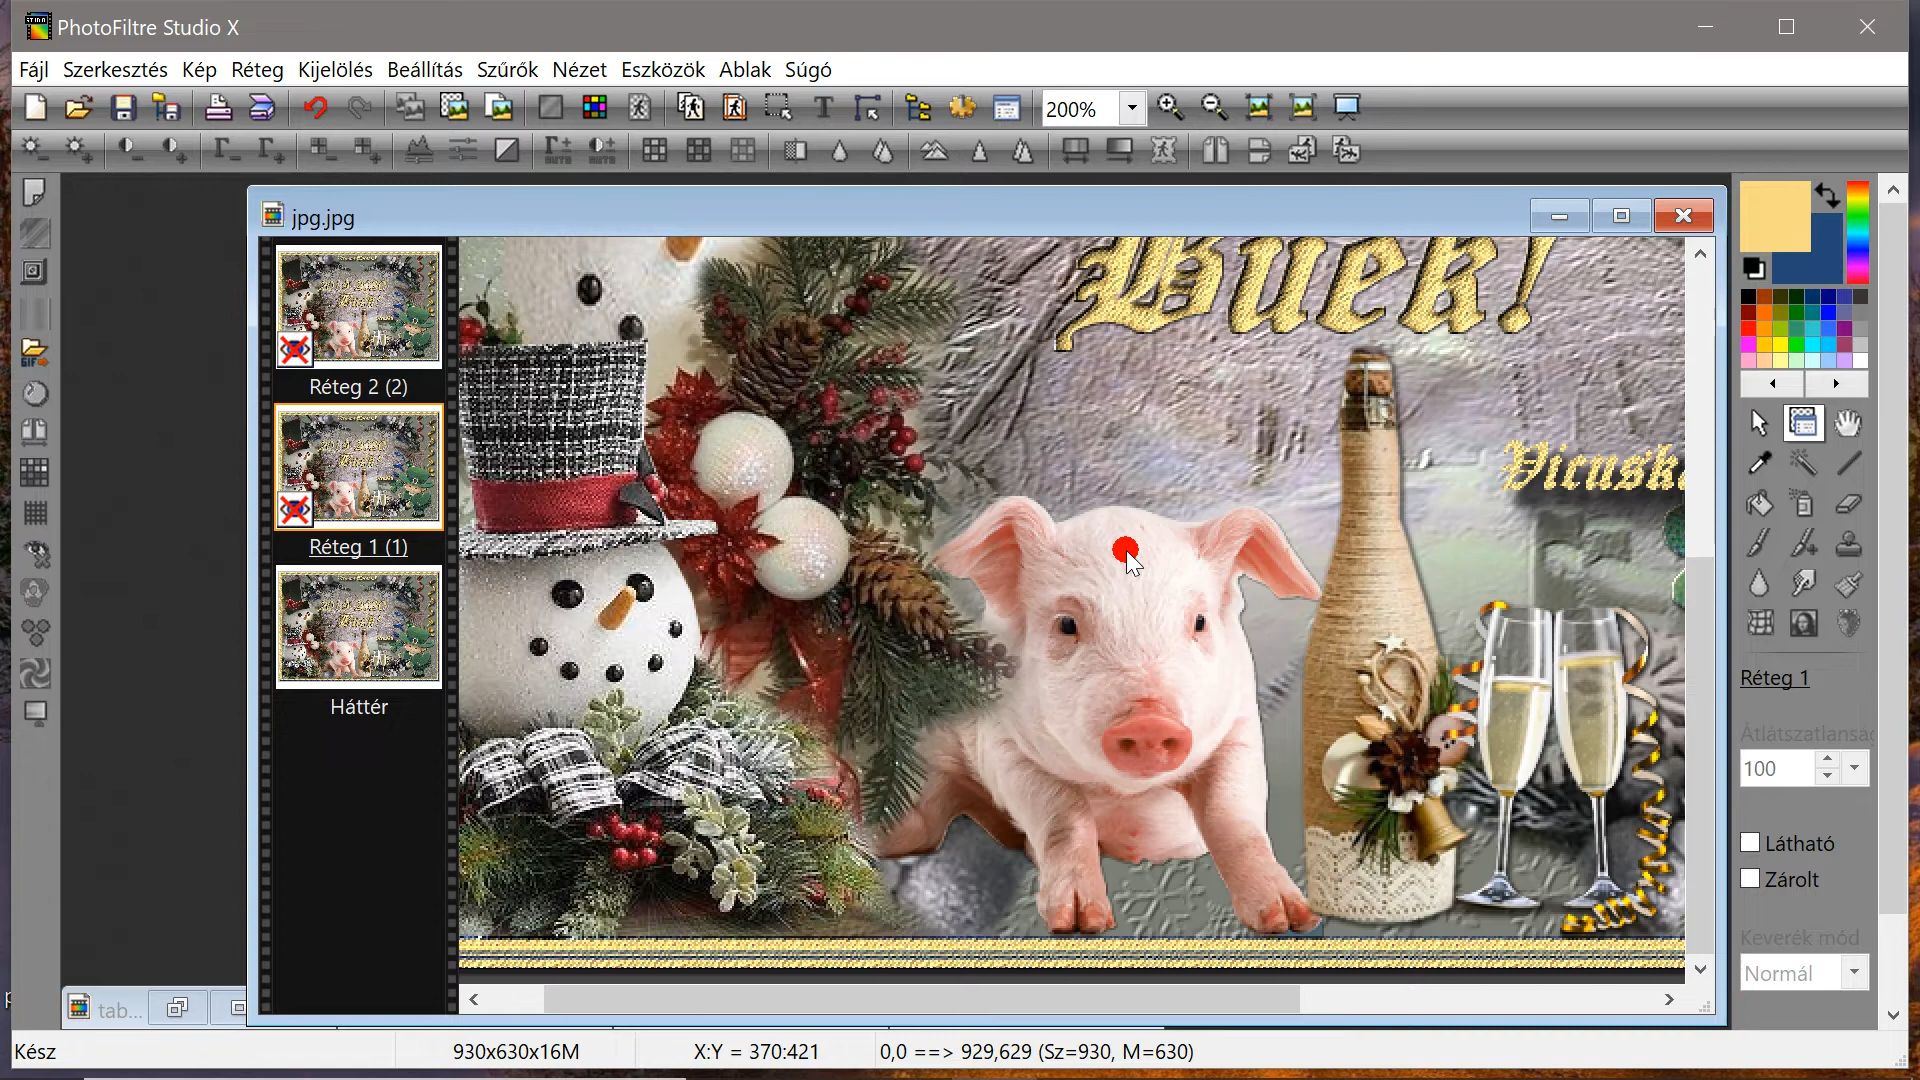 PhotoFiltre Studio X
Fájl Szerkesztés Kép Réteg Kijelölés Beállítás Szűrők Nézet Eszközök Ablak Súgó
200%
jpg.jpg
Buek!
Vicuska
Réteg 2 (2)
Réteg 1 (1)
Háttér
GIF
Réteg 1
Átlátszatlanság
100
Látható
Zárolt
Keverék mód
Normál
tab...
Kész
930x630x16M
X:Y = 370:421
0,0 ==> 929,629 (Sz=930, M=630)